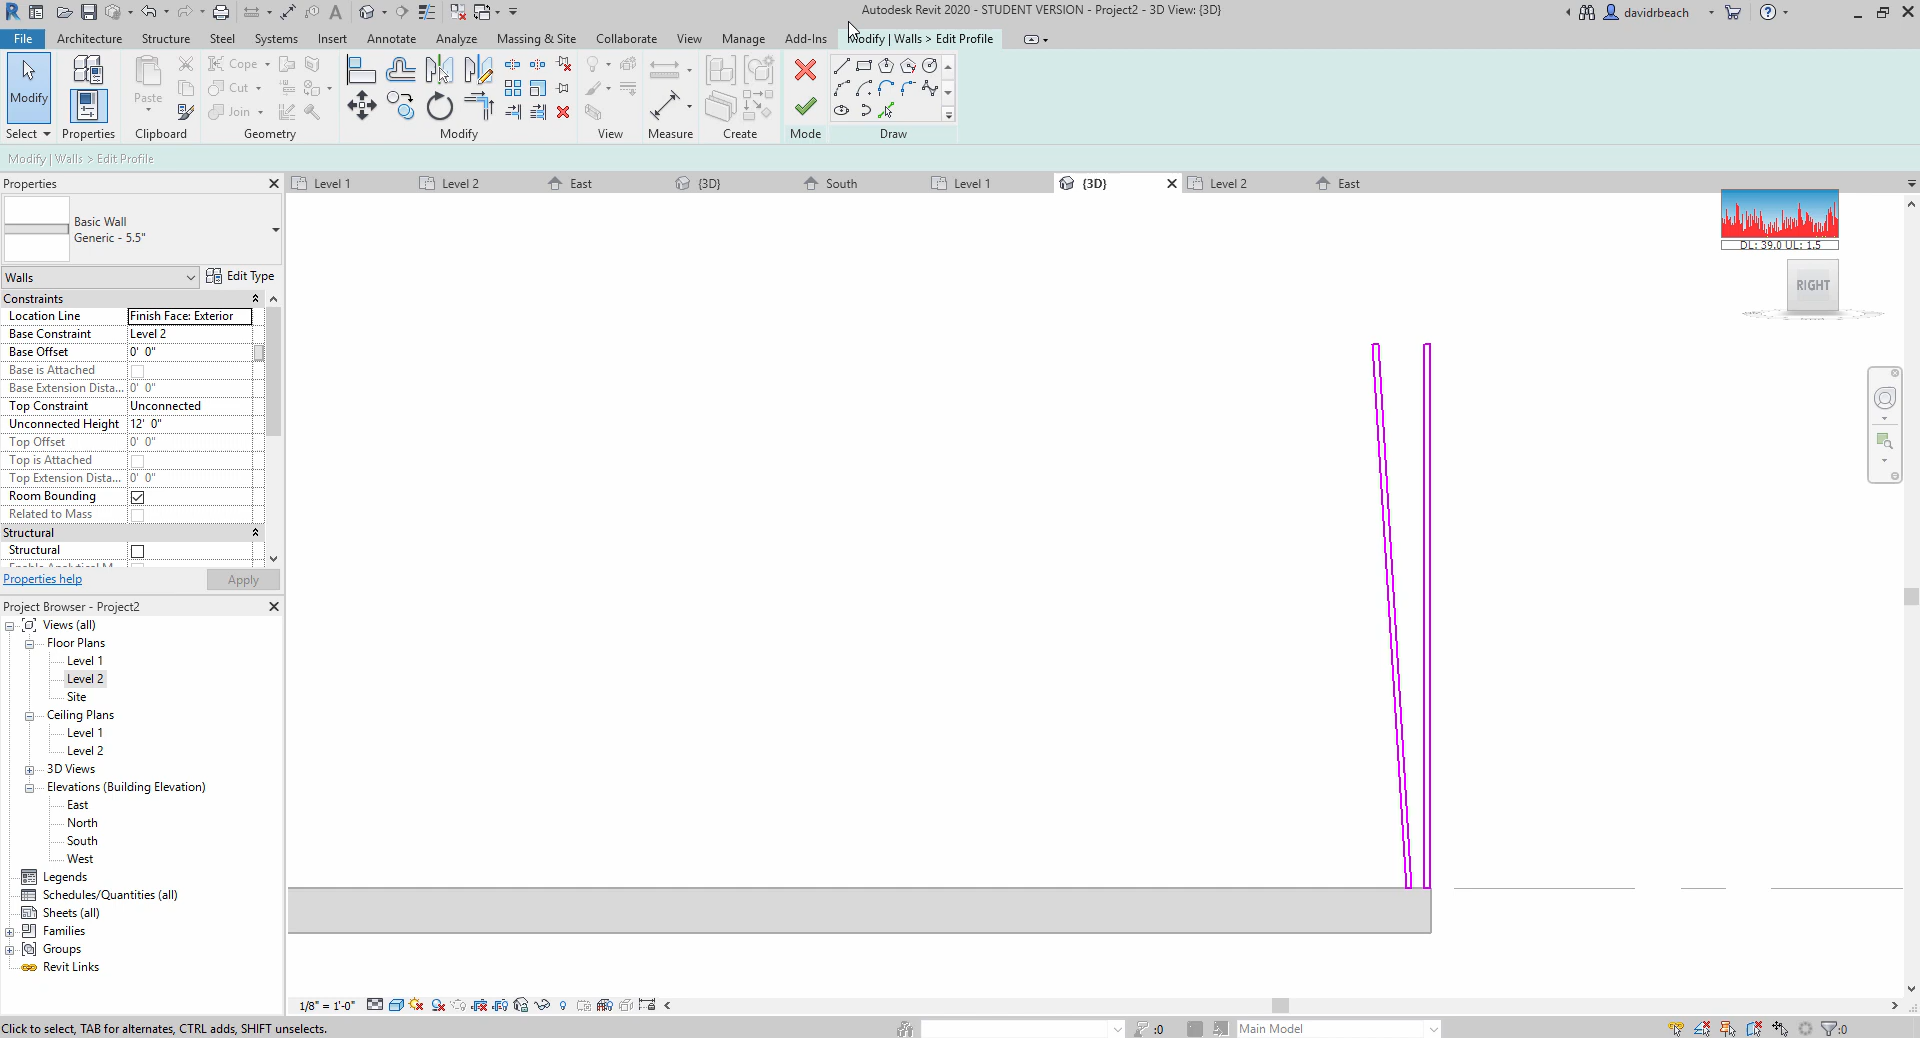 Autodesk Revit 2020 - STUDENT VERSION - Project2 - 3D View: {3D}
davidrbeach
File Architecture Structure Steel Systems Insert Annotate Analyze Massing & Site Collaborate View Manage Add-Ins Modify | Walls > Edit Profile
Modify
Paste
Cope
Cut
Join
Select Properties Clipboard Geometry Modify View Measure Create Mode Draw
Modify | Walls > Edit Profile
Properties
Level 1 Level 2 East {3D} South Level 1 {3D} Level 2 East
Basic Wall
Generic - 5.5"
Walls Edit Type
Constraints
Location Line Finish Face: Exterior
Base Constraint Level 2
Base Offset 0' 0"
Base is Attached
Base Extension Dista... 0' 0"
Top Constraint Unconnected
Unconnected Height 12' 0"
Top Offset 0' 0"
Top is Attached
Top Extension Dista... 0' 0"
Room Bounding
Related to Mass
Structural
Structural
Properties help Apply
DL: 39.0 UL: 1.5
RIGHT
Project Browser - Project2
Views (all)
Floor Plans
Level 1
Level 2
Site
Ceiling Plans
Level 1
Level 2
3D Views
Elevations (Building Elevation)
East
North
South
West
Legends
Schedules/Quantities (all)
Sheets (all)
Families
Groups
Revit Links
1/8" = 1'-0"
Click to select, TAB for alternates, CTRL adds, SHIFT unselects.
:0
Main Model
:0